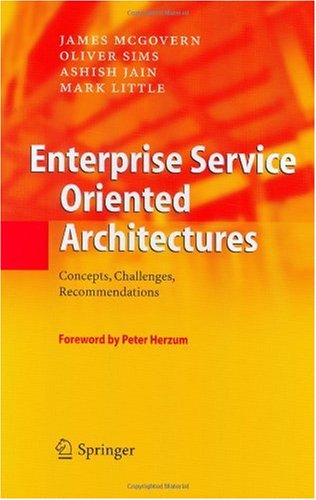 JAMES MCGOVERN
OLIVER SIMS
ASHISH JAIN
MARK LITTLE
Enterprise Service
Oriented
Architectures
Concepts, Challenges,
Recommendations
Foreword by Peter Herzum
Springer